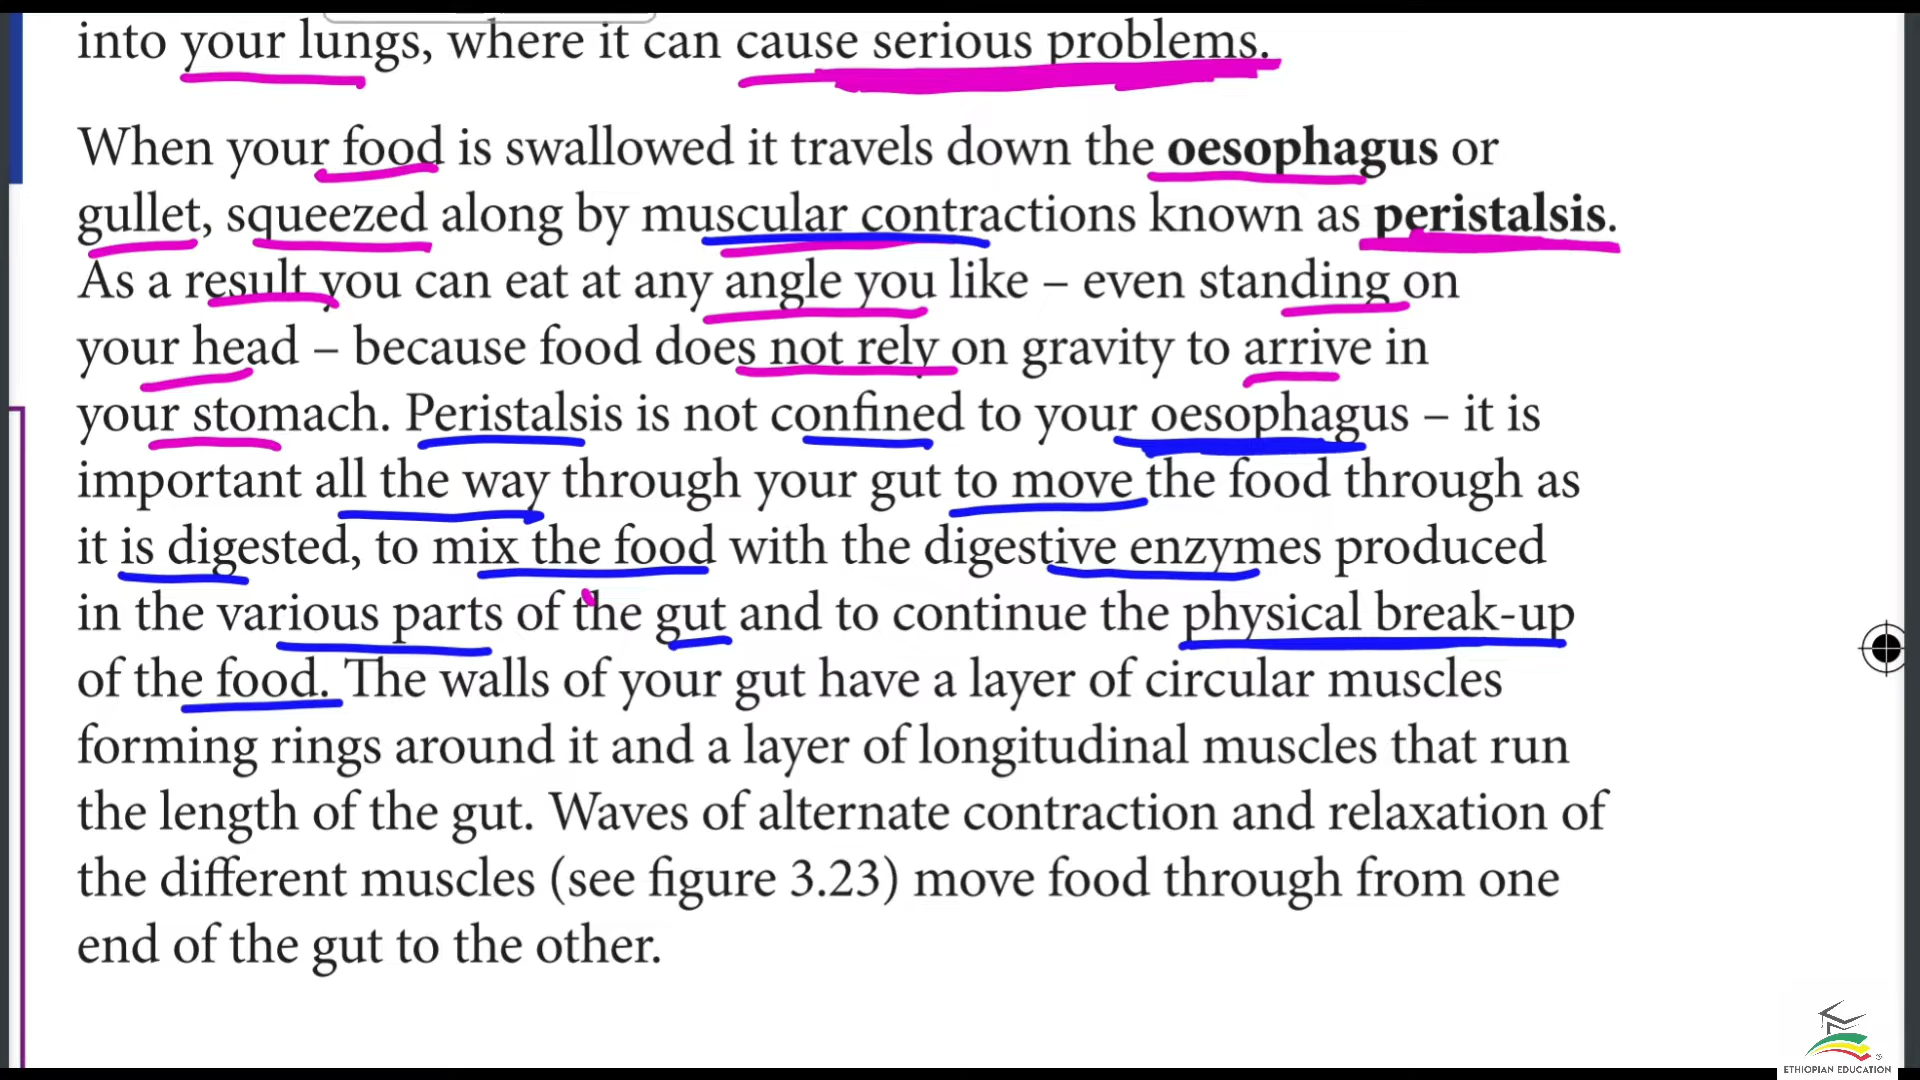 into your lungs, where it can cause serious problems.
When your food is swallowed it travels down the oesophagus or
gullet, squeezed along by muscular contractions known as peristalsis.
As a result you can eat at any angle you like – even standing on
your head – because food does not rely on gravity to arrive in
your stomach. Peristalsis is not confined to your oesophagus – it is
important all the way through your gut to move the food through as
it is digested, to mix the food with the digestive enzymes produced
in the various parts of the gut and to continue the physical break-up
of the food. The walls of your gut have a layer of circular muscles
forming rings around it and a layer of longitudinal muscles that run
the length of the gut. Waves of alternate contraction and relaxation of
the different muscles (see figure 3.23) move food through from one
end of the gut to the other.
ETHIOPIAN EDUCATION